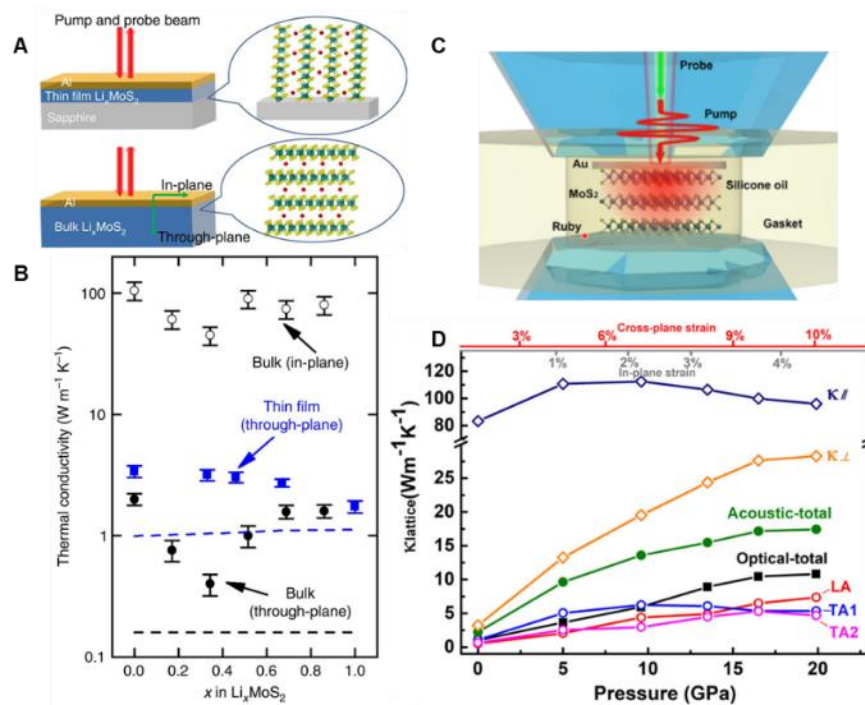 A
Pump and probe beam
Al
Thin film LixMoS2
Sapphire
In-plane
Al
Bulk LixMoS2
Through-plane
B
Thermal conductivity (W m−1 K−1)
100
10
1
0.1
Bulk (in-plane)
Thin film
(through-plane)
Bulk
(through-plane)
0.0
0.2
0.4
0.6
0.8
1.0
x in LixMoS2
C
Probe
Pump
Au
MoS2
Silicone oil
Ruby
Gasket
D
3%
6%
Cross-plane strain
9%
10%
1%
2%
3%
4%
In-plane strain
κlattice(Wm-1K-1)
120
100
80
25
20
15
10
5
0
κ//
κ⊥
Acoustic-total
Optical-total
LA
TA1
TA2
0
5
10
15
20
Pressure (GPa)